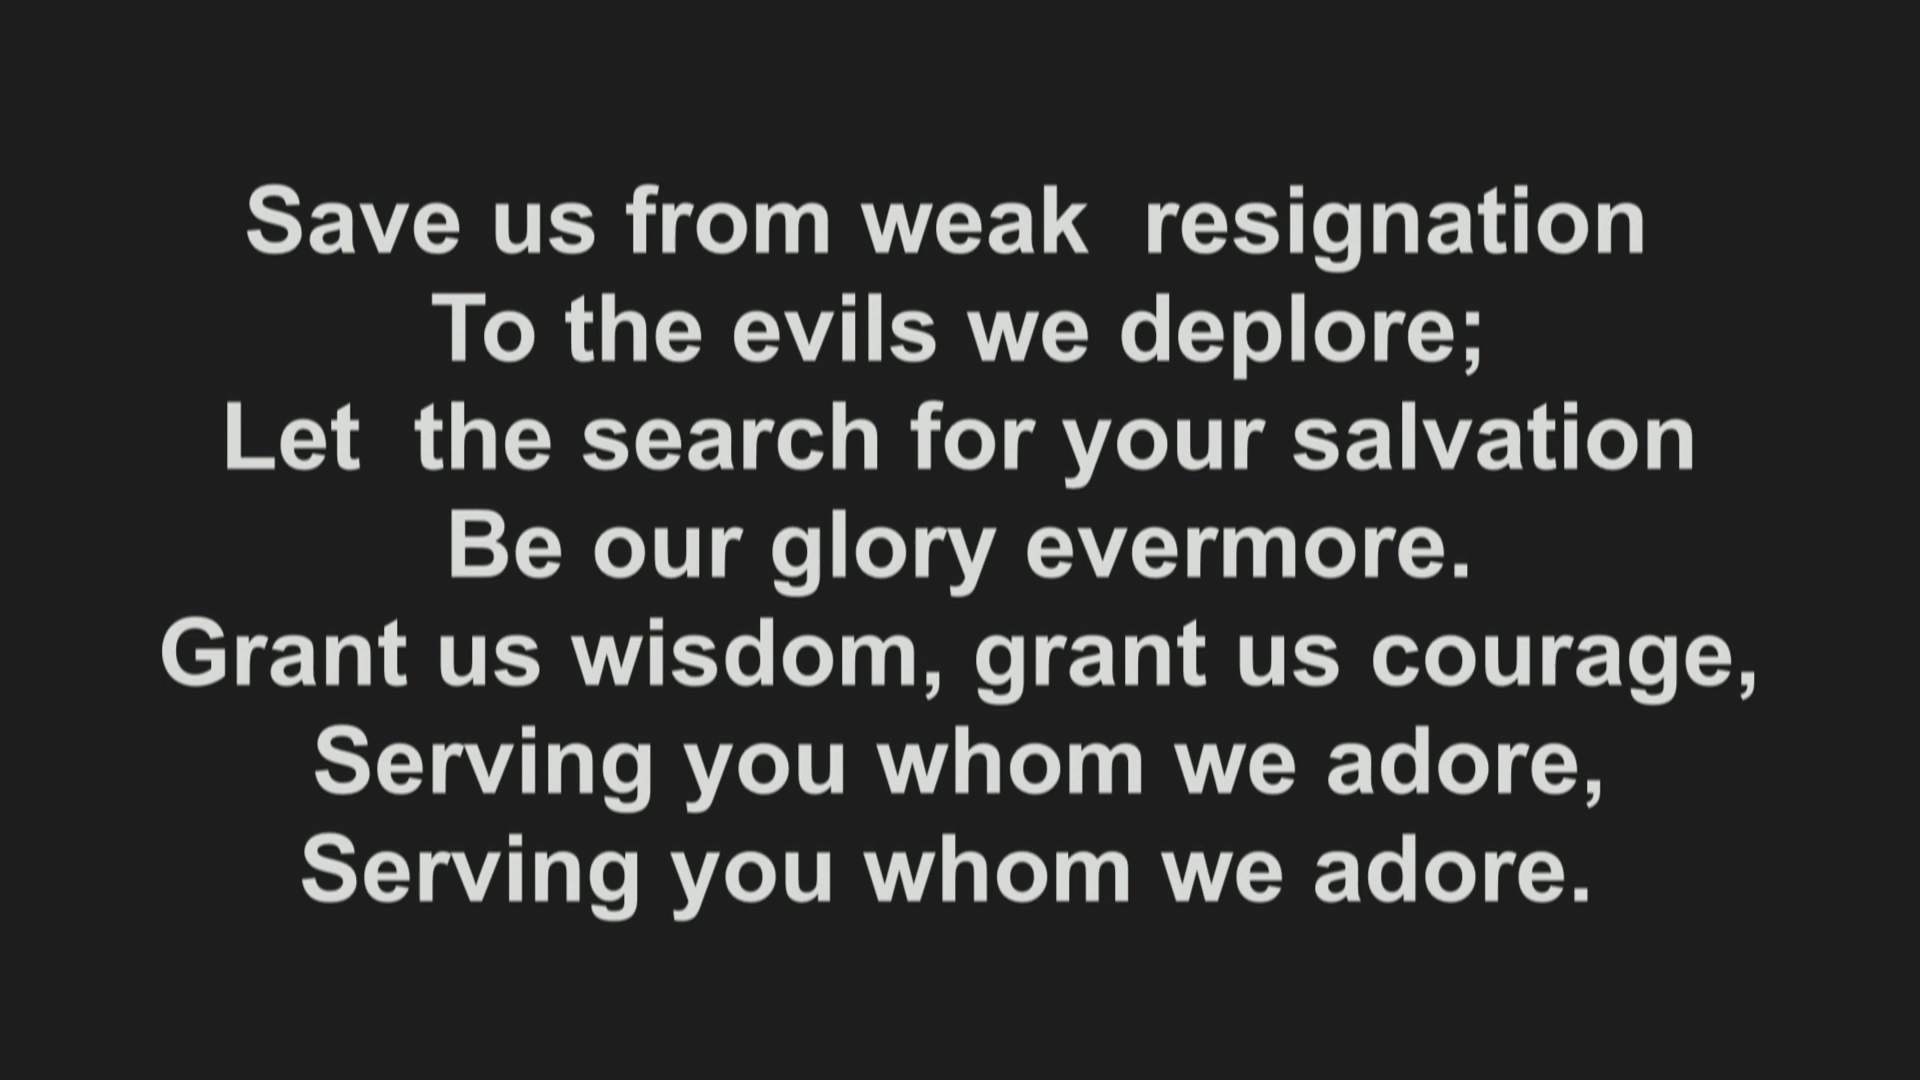 Save us from weak  resignation
To the evils we deplore;
Let  the search for your salvation
Be our glory evermore.
Grant us wisdom, grant us courage,
Serving you whom we adore,
Serving you whom we adore.